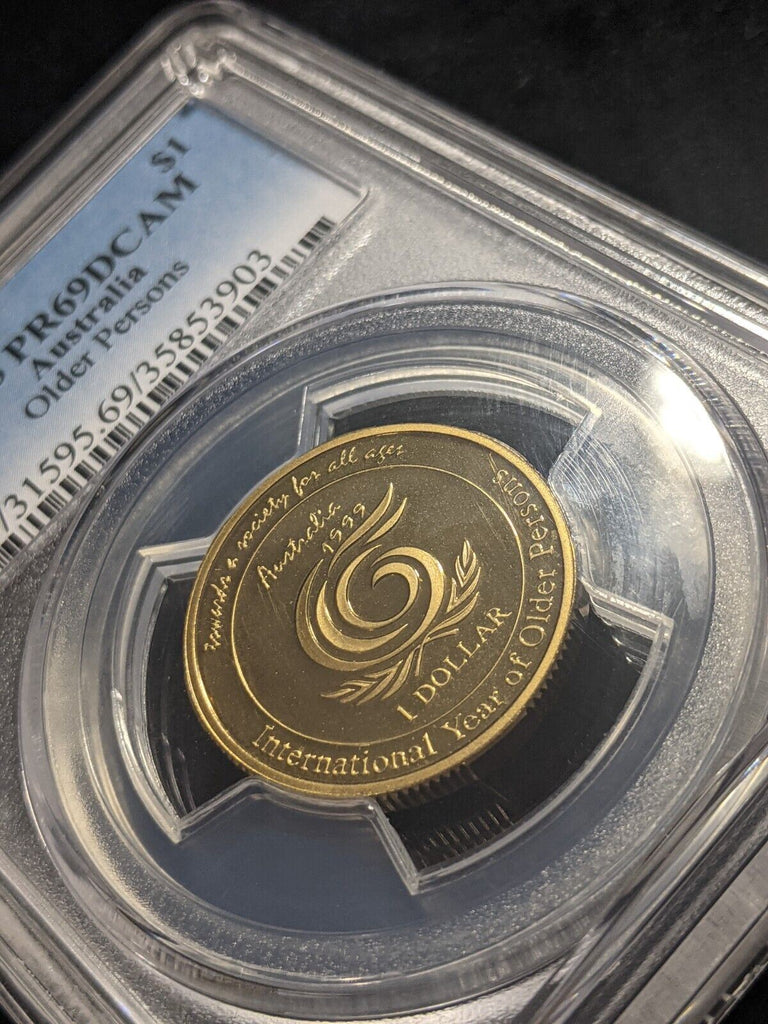 $1
PR69DCAM
Australia
Older Persons
/31595.69/35853903
Towards a society for all ages
Australia
1999
1 DOLLAR
International Year of Older Persons